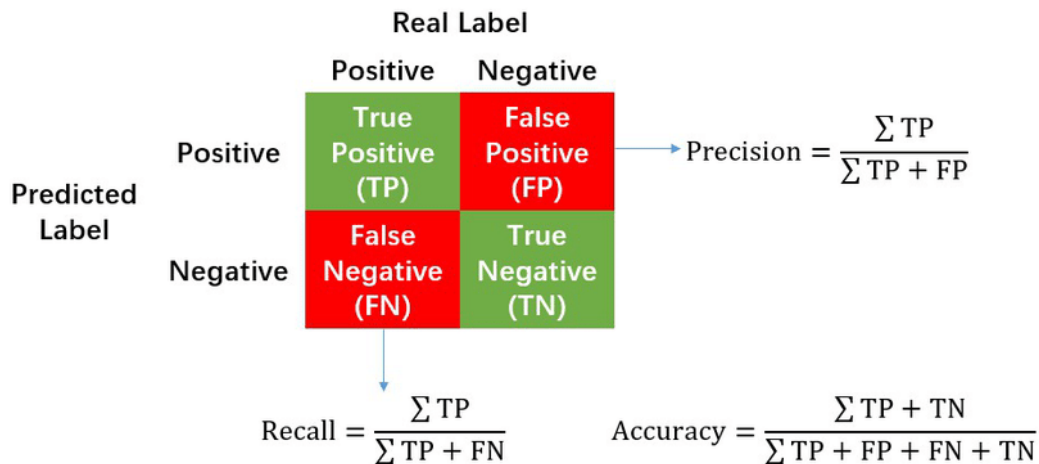 Real Label
Positive Negative
True Positive (TP)
False Positive (FP)
Positive
Precision = ∑ TP / ∑ TP + FP
Predicted Label
False Negative (FN)
True Negative (TN)
Negative
Recall = ∑ TP / ∑ TP + FN
Accuracy = ∑ TP + TN / ∑ TP + FP + FN + TN